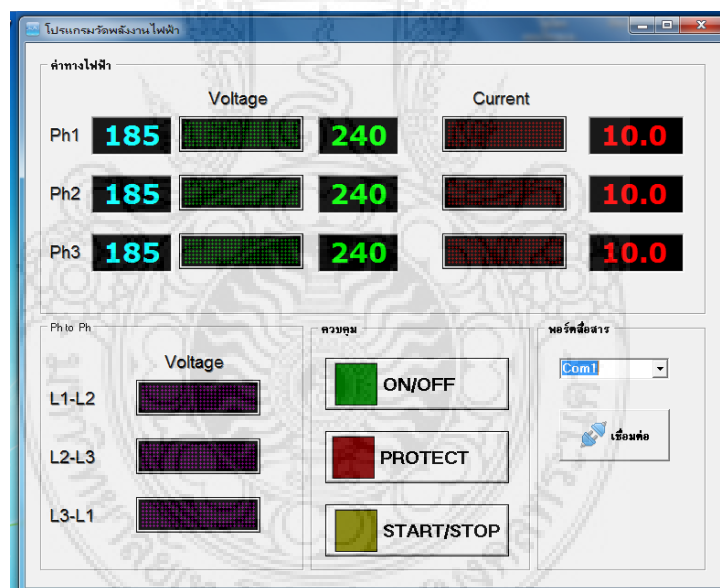 โปรแกรมวัดพลังงานไฟฟ้า
ค่าทางไฟฟ้า
Voltage Current
Ph1 185 240 10.0
Ph2 185 240 10.0
Ph3 185 240 10.0
Ph to Ph
Voltage
L1-L2
L2-L3
L3-L1
ควบคุม
ON/OFF
PROTECT
START/STOP
พอร์ตสื่อสาร
Com1
เชื่อมต่อ